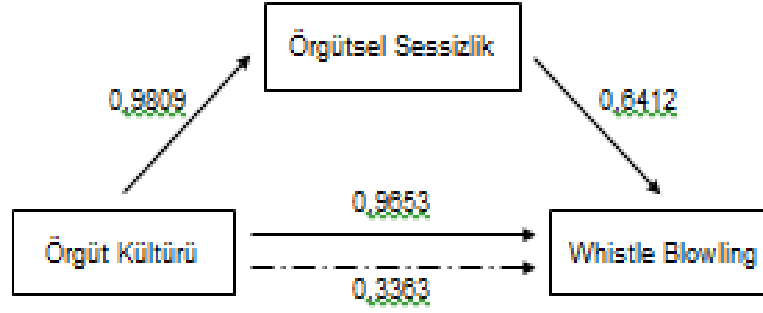 Örgütsel Sessizlik
0,9809
0,6412
0,9653
Örgüt Kültürü
Whistle Blowling
0,3363